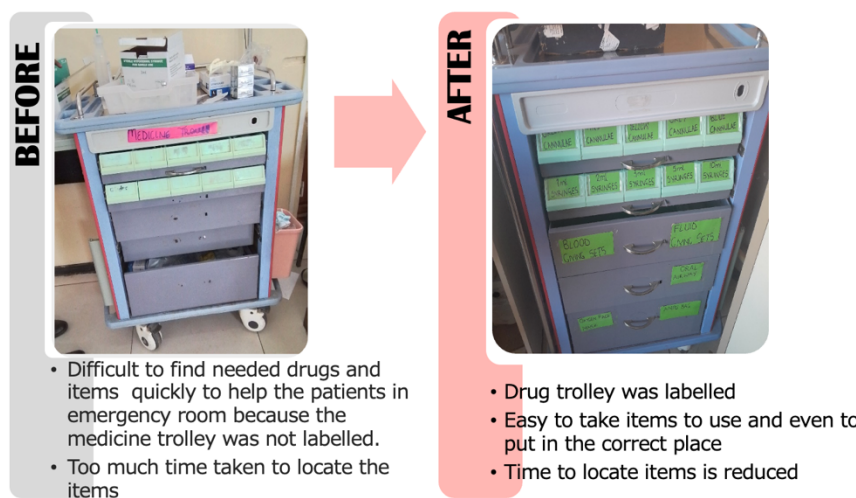 BEFORE
MEDICINE TROLLEY
• Difficult to find needed drugs and
items quickly to help the patients in
emergency room because the
medicine trolley was not labelled.
• Too much time taken to locate the
items
AFTER
CANNULAE
CANNULAE
CANNULAE
CANNULAE
CANNULAE
1ml
SYRINGES
2ml
SYRINGES
SYRINGES
5ml
SYRINGES
10ml
SYRINGES
BLOOD
GIVING SETS
FLUID
GIVING SETS
ORAL
• Drug trolley was labelled
• Easy to take items to use and even to
put in the correct place
• Time to locate items is reduced